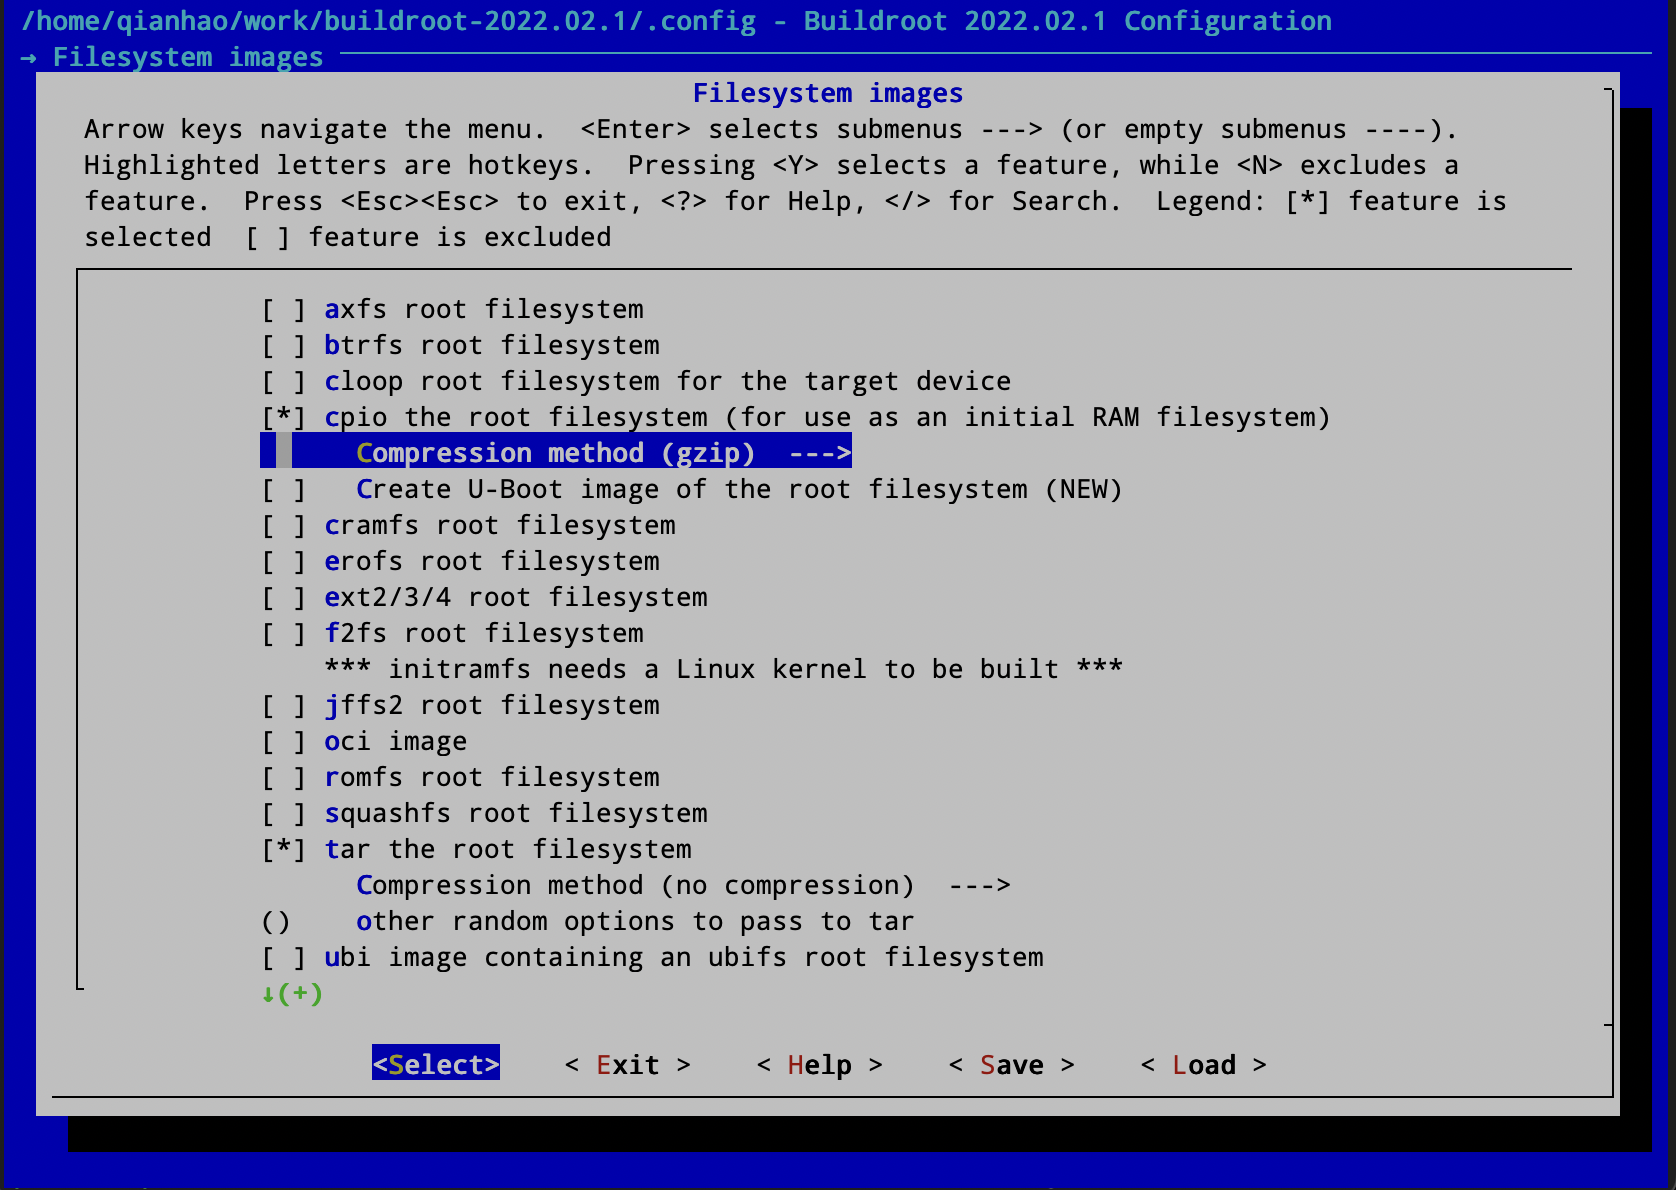 /home/qianhao/work/buildroot-2022.02.1/.config - Buildroot 2022.02.1 Configuration
→ Filesystem images
Filesystem images
Arrow keys navigate the menu.  <Enter> selects submenus ---> (or empty submenus ----).
Highlighted letters are hotkeys.  Pressing <Y> selects a feature, while <N> excludes a
feature.  Press <Esc><Esc> to exit, <?> for Help, </> for Search.  Legend: [*] feature is
selected  [ ] feature is excluded
[ ] axfs root filesystem
[ ] btrfs root filesystem
[ ] cloop root filesystem for the target device
[*] cpio the root filesystem (for use as an initial RAM filesystem)
Compression method (gzip)  --->
[ ]   Create U-Boot image of the root filesystem (NEW)
[ ] cramfs root filesystem
[ ] erofs root filesystem
[ ] ext2/3/4 root filesystem
[ ] f2fs root filesystem
*** initramfs needs a Linux kernel to be built ***
[ ] jffs2 root filesystem
[ ] oci image
[ ] romfs root filesystem
[ ] squashfs root filesystem
[*] tar the root filesystem
Compression method (no compression)  --->
()    other random options to pass to tar
[ ] ubi image containing an ubifs root filesystem
↓(+)
<Select>    < Exit >    < Help >    < Save >    < Load >